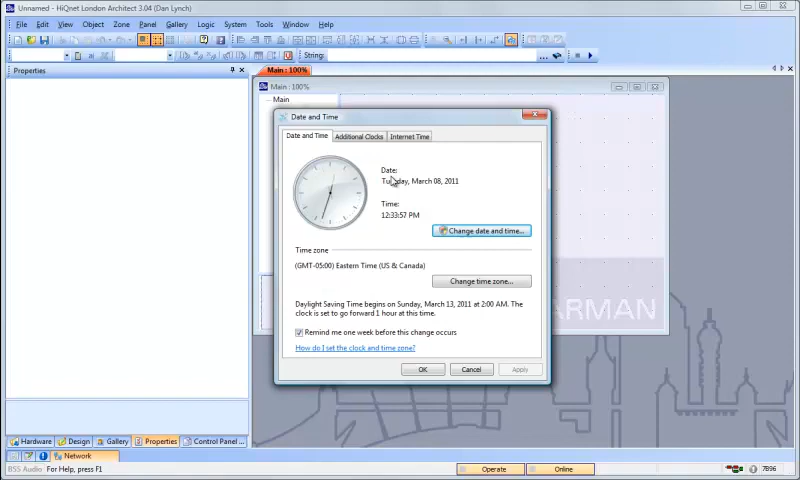 Unnamed - HiQnet London Architect 3.04 (Dan Lynch)
File Edit View Object Zone Panel Gallery Logic System Tools Window Help
String:
Properties
Main : 100%
Main : 100%
Main
Date and Time
Date and Time Additional Clocks Internet Time
Date:
Tuesday, March 08, 2011
Time:
12:33:57 PM
Change date and time...
Time zone
(GMT-05:00) Eastern Time (US & Canada)
Change time zone...
Daylight Saving Time begins on Sunday, March 13, 2011 at 2:00 AM. The
clock is set to go forward 1 hour at this time.
Remind me one week before this change occurs
How do I set the clock and time zone?
OK Cancel Apply
ARMAN
Hardware Design Gallery Properties Control Panel ...
Network
BSS Audio For Help, press F1 Operate Online 7B96